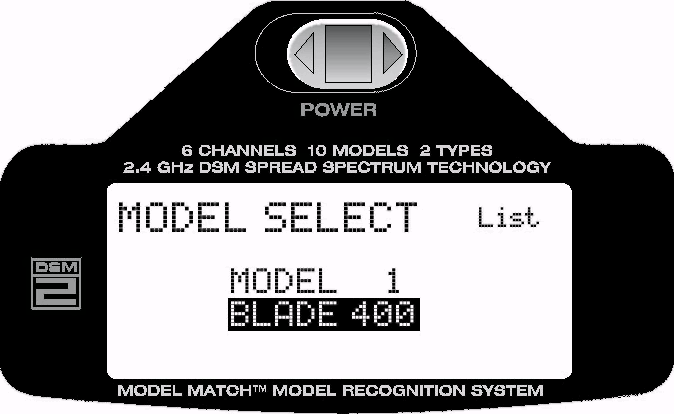 POWER
6 CHANNELS 10 MODELS 2 TYPES
2.4 GHz DSM SPREAD SPECTRUM TECHNOLOGY
MODEL SELECT List
MODEL 1
BLADE 400
DSM
2
MODEL MATCH™ MODEL RECOGNITION SYSTEM